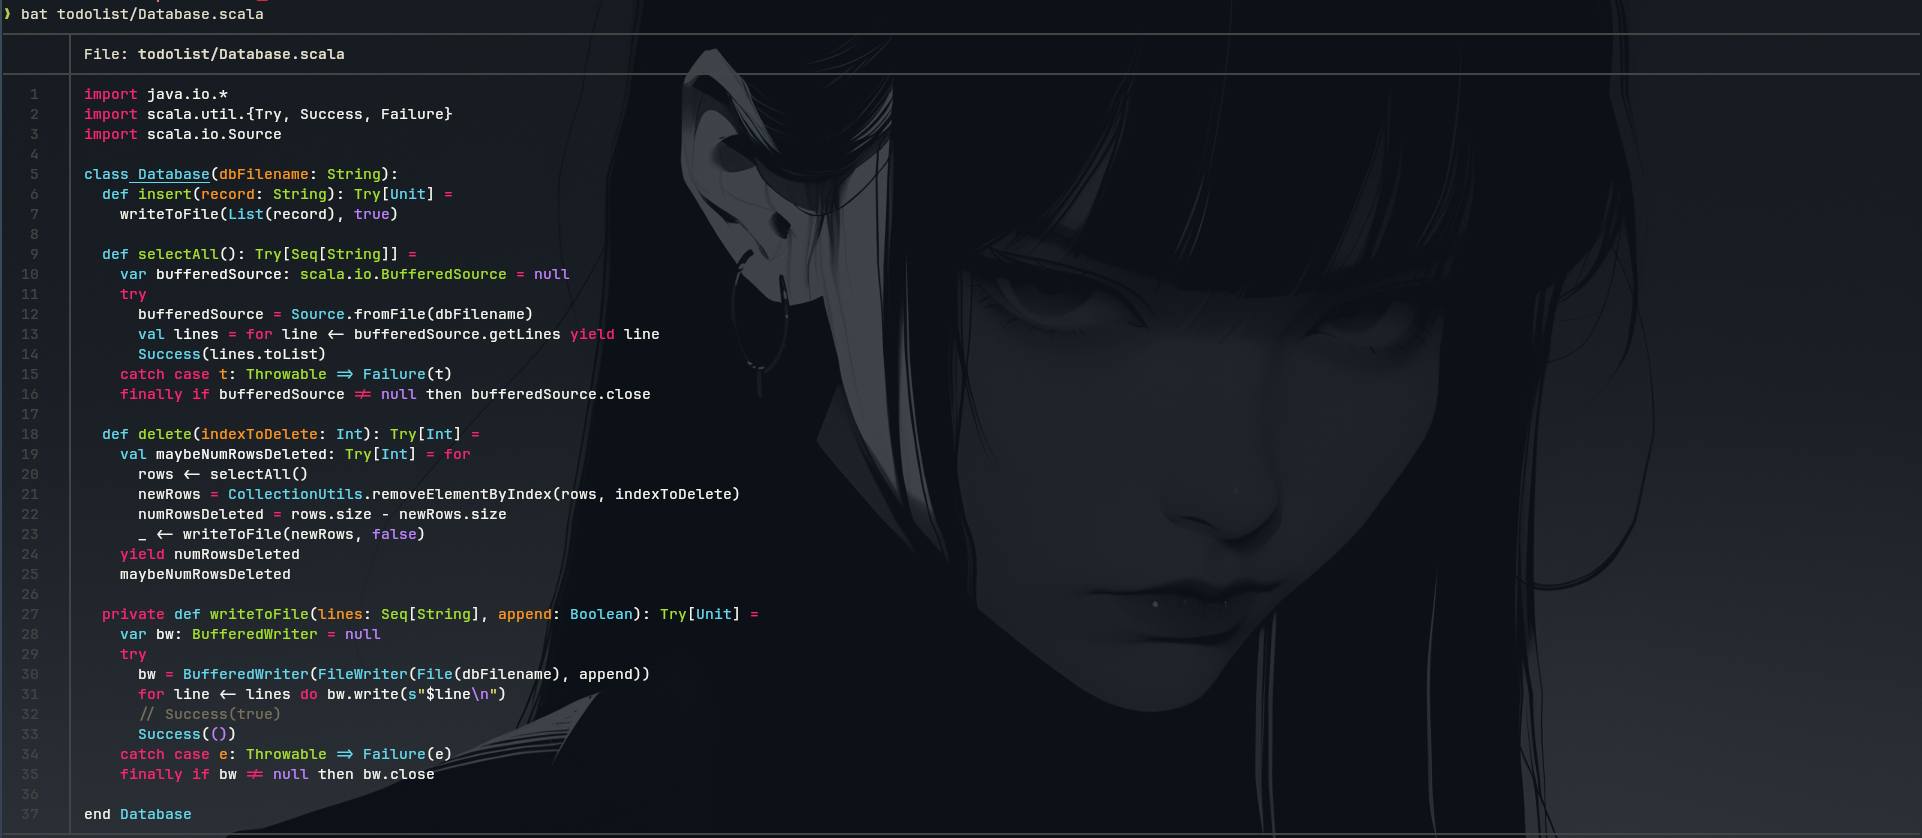 ❯ bat todolist/Database.scala
File: todolist/Database.scala
1 import java.io.*
2 import scala.util.{Try, Success, Failure}
3 import scala.io.Source
4
5 class Database(dbFilename: String):
6   def insert(record: String): Try[Unit] =
7     writeToFile(List(record), true)
8
9   def selectAll(): Try[Seq[String]] =
10     var bufferedSource: scala.io.BufferedSource = null
11     try
12       bufferedSource = Source.fromFile(dbFilename)
13       val lines = for line <- bufferedSource.getLines yield line
14       Success(lines.toList)
15     catch case t: Throwable => Failure(t)
16     finally if bufferedSource != null then bufferedSource.close
17
18   def delete(indexToDelete: Int): Try[Int] =
19     val maybeNumRowsDeleted: Try[Int] = for
20       rows <- selectAll()
21       newRows = CollectionUtils.removeElementByIndex(rows, indexToDelete)
22       numRowsDeleted = rows.size - newRows.size
23       _ <- writeToFile(newRows, false)
24     yield numRowsDeleted
25     maybeNumRowsDeleted
26
27   private def writeToFile(lines: Seq[String], append: Boolean): Try[Unit] =
28     var bw: BufferedWriter = null
29     try
30       bw = BufferedWriter(FileWriter(File(dbFilename), append))
31       for line <- lines do bw.write(s"$line\n")
32       // Success(true)
33       Success(())
34     catch case e: Throwable => Failure(e)
35     finally if bw != null then bw.close
36
37 end Database